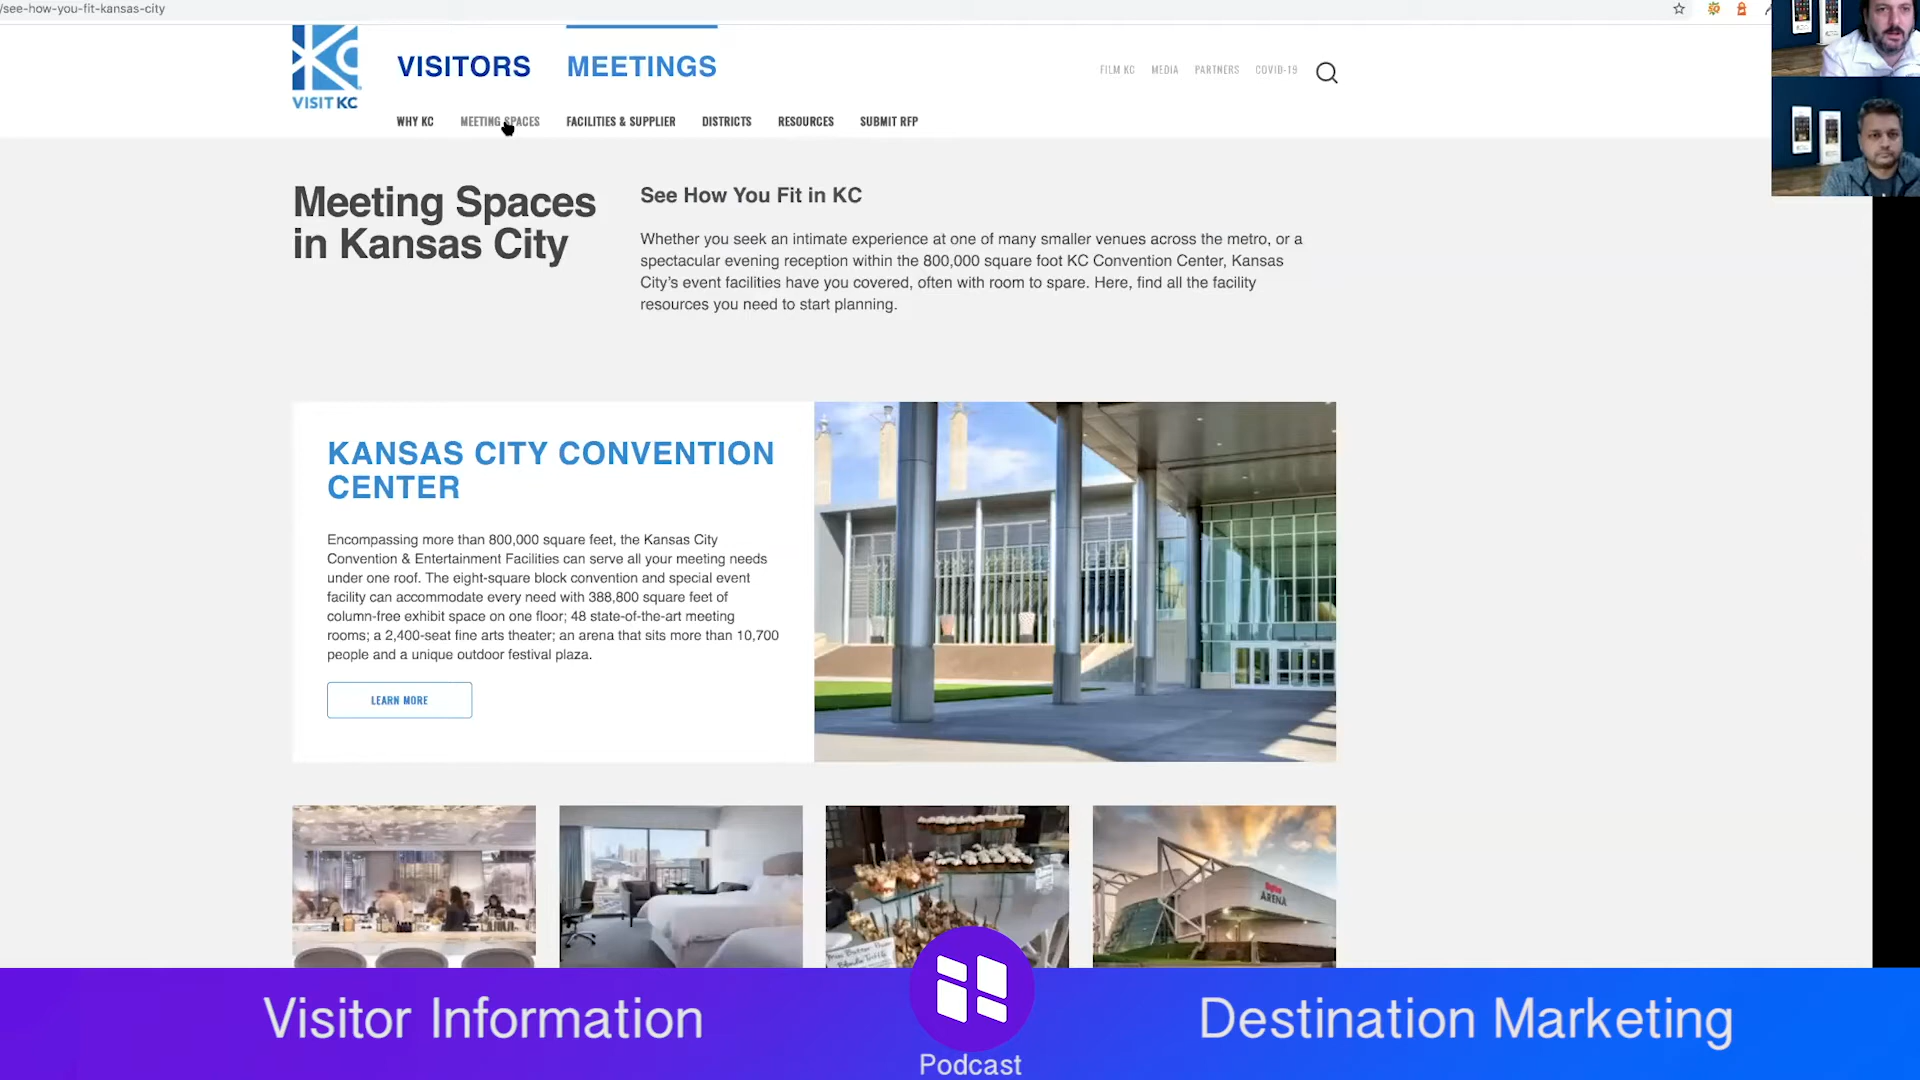 /see-how-you-fit-kansas-city
KC
VISIT KC
VISITORS
MEETINGS
FILM KC
MEDIA
PARTNERS
COVID-19
WHY KC
MEETING SPACES
FACILITIES & SUPPLIER
DISTRICTS
RESOURCES
SUBMIT RFP
Meeting Spaces
in Kansas City
See How You Fit in KC
Whether you seek an intimate experience at one of many smaller venues across the metro, or a
spectacular evening reception within the 800,000 square foot KC Convention Center, Kansas
City's event facilities have you covered, often with room to spare. Here, find all the facility
resources you need to start planning.
KANSAS CITY CONVENTION
CENTER
Encompassing more than 800,000 square feet, the Kansas City
Convention & Entertainment Facilities can serve all your meeting needs
under one roof. The eight-square block convention and special event
facility can accommodate every need with 388,800 square feet of
column-free exhibit space on one floor; 48 state-of-the-art meeting
rooms; a 2,400-seat fine arts theater; an arena that sits more than 10,700
people and a unique outdoor festival plaza.
LEARN MORE
HyVee
ARENA
Visitor Information
Podcast
Destination Marketing